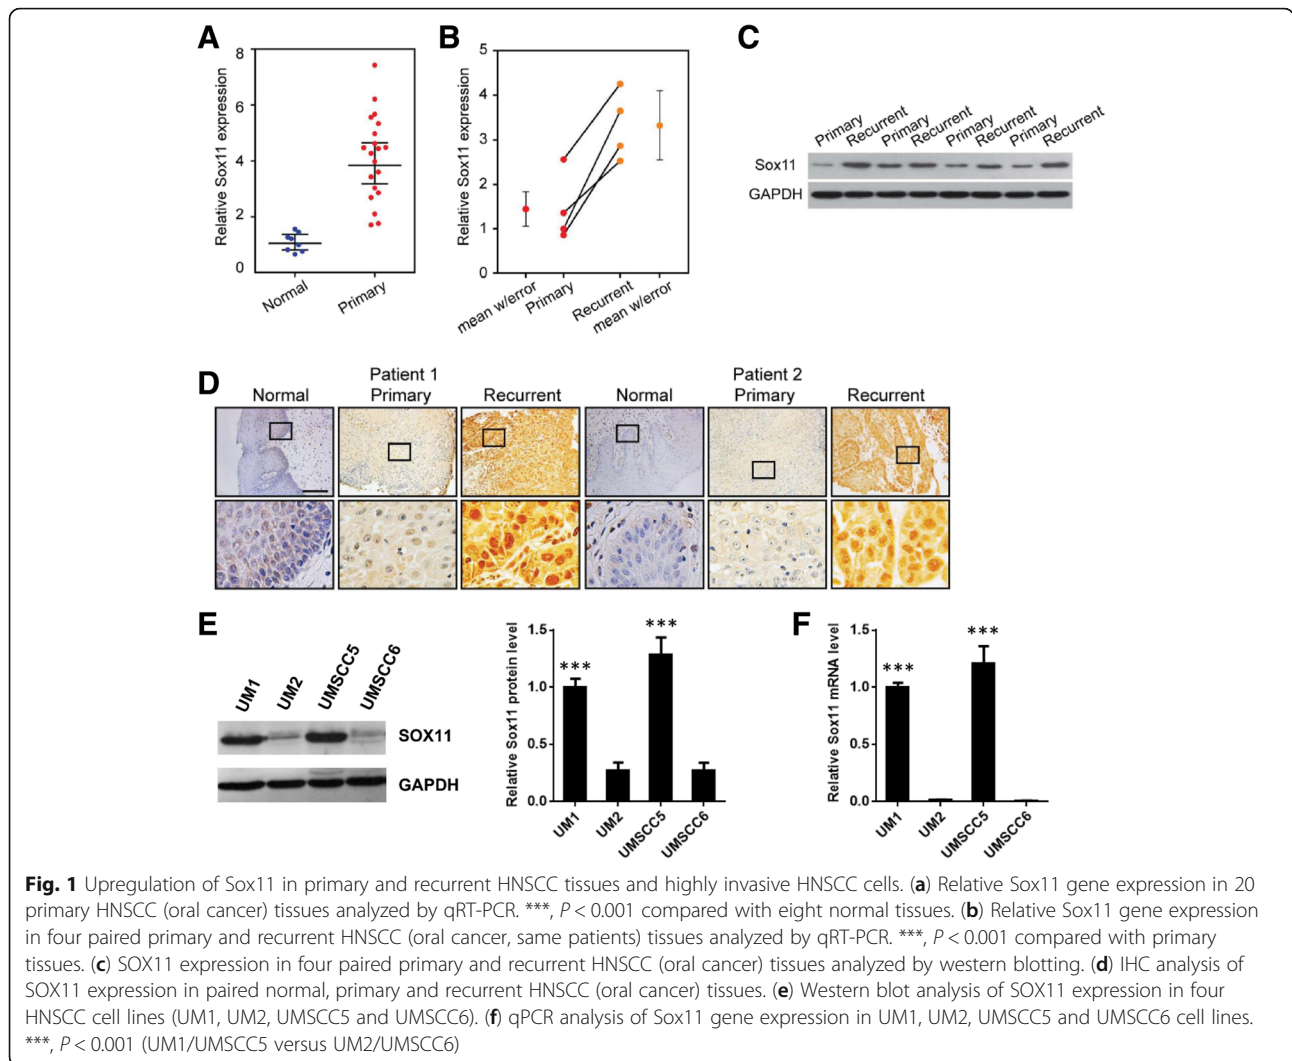 A
Relative Sox11 expression
8
6
4
2
0
Normal
Primary
B
Relative Sox11 expression
5
4
3
2
1
0
mean w/error
Primary
Recurrent
mean w/error
C
Primary
Recurrent
Primary
Recurrent
Primary
Recurrent
Primary
Recurrent
Sox11
GAPDH
D
Patient 1
Normal
Primary
Recurrent
Patient 2
Normal
Primary
Recurrent
E
UM1
UM2
UMSCC5
UMSCC6
SOX11
GAPDH
Relative Sox11 protein level
1.5
1.0
0.5
0.0
***
***
UM1
UM2
UMSCC5
UMSCC6
F
Relative Sox11 mRNA level
1.5
1.0
0.5
0.0
***
***
UM1
UM2
UMSCC5
UMSCC6
Fig. 1 Upregulation of Sox11 in primary and recurrent HNSCC tissues and highly invasive HNSCC cells. (a) Relative Sox11 gene expression in 20
primary HNSCC (oral cancer) tissues analyzed by qRT-PCR. ***, P < 0.001 compared with eight normal tissues. (b) Relative Sox11 gene expression
in four paired primary and recurrent HNSCC (oral cancer, same patients) tissues analyzed by qRT-PCR. ***, P < 0.001 compared with primary
tissues. (c) SOX11 expression in four paired primary and recurrent HNSCC (oral cancer) tissues analyzed by western blotting. (d) IHC analysis of
SOX11 expression in paired normal, primary and recurrent HNSCC (oral cancer) tissues. (e) Western blot analysis of SOX11 expression in four
HNSCC cell lines (UM1, UM2, UMSCC5 and UMSCC6). (f) qPCR analysis of Sox11 gene expression in UM1, UM2, UMSCC5 and UMSCC6 cell lines.
***, P < 0.001 (UM1/UMSCC5 versus UM2/UMSCC6)